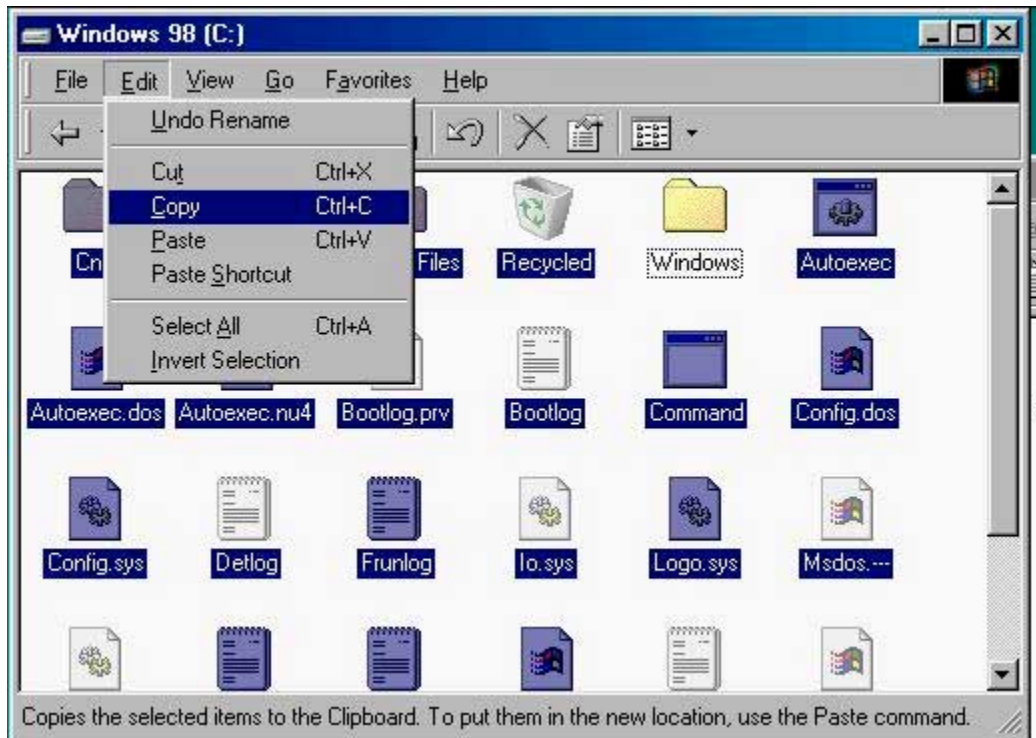 Windows 98 (C:)
File Edit View Go Favorites Help
Undo Rename
Cut Ctrl+X
Copy Ctrl+C
Paste Ctrl+V
Paste Shortcut
Select All Ctrl+A
Invert Selection
Files Recycled Windows Autoexec
Autoexec.dos Autoexec.nu4 Bootlog.prv Bootlog Command Config.dos
Config.sys Detlog Frunlog Io.sys Logo.sys Msdos.---
Copies the selected items to the Clipboard. To put them in the new location, use the Paste command.